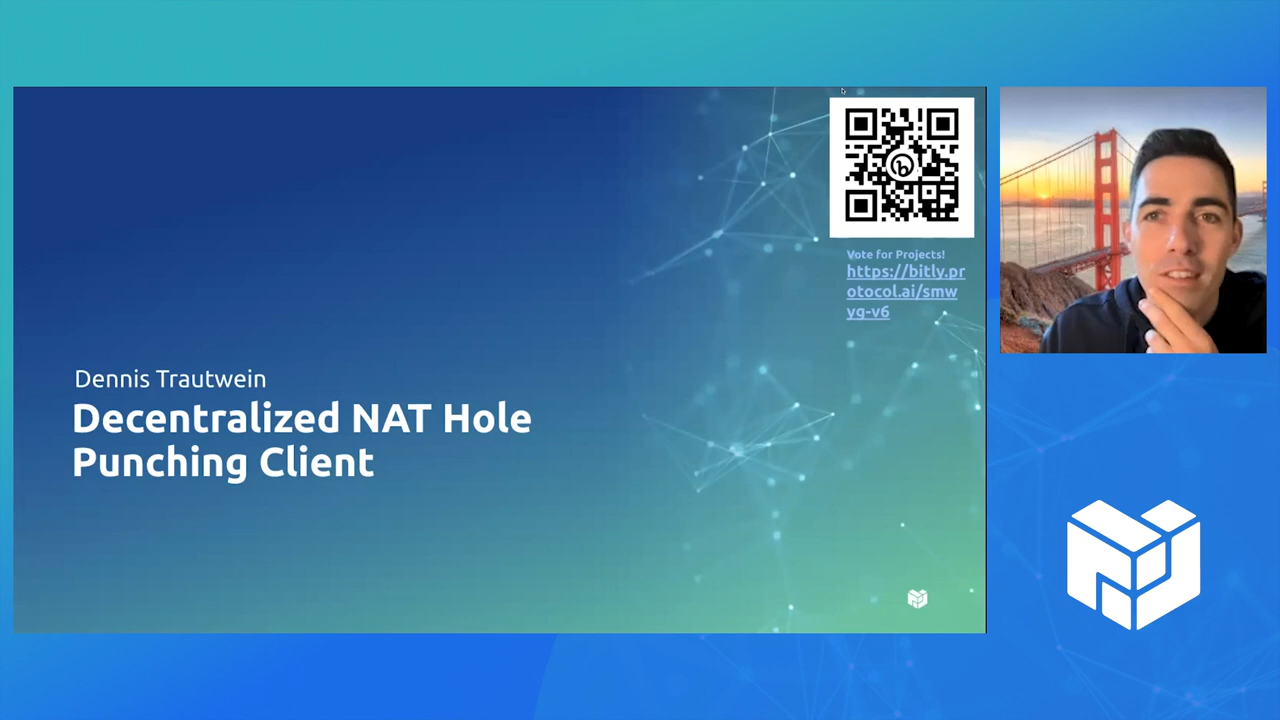 Vote for Projects!
https://bitly.pr
otocol.ai/smw
yg-v6
Dennis Trautwein
Decentralized NAT Hole
Punching Client